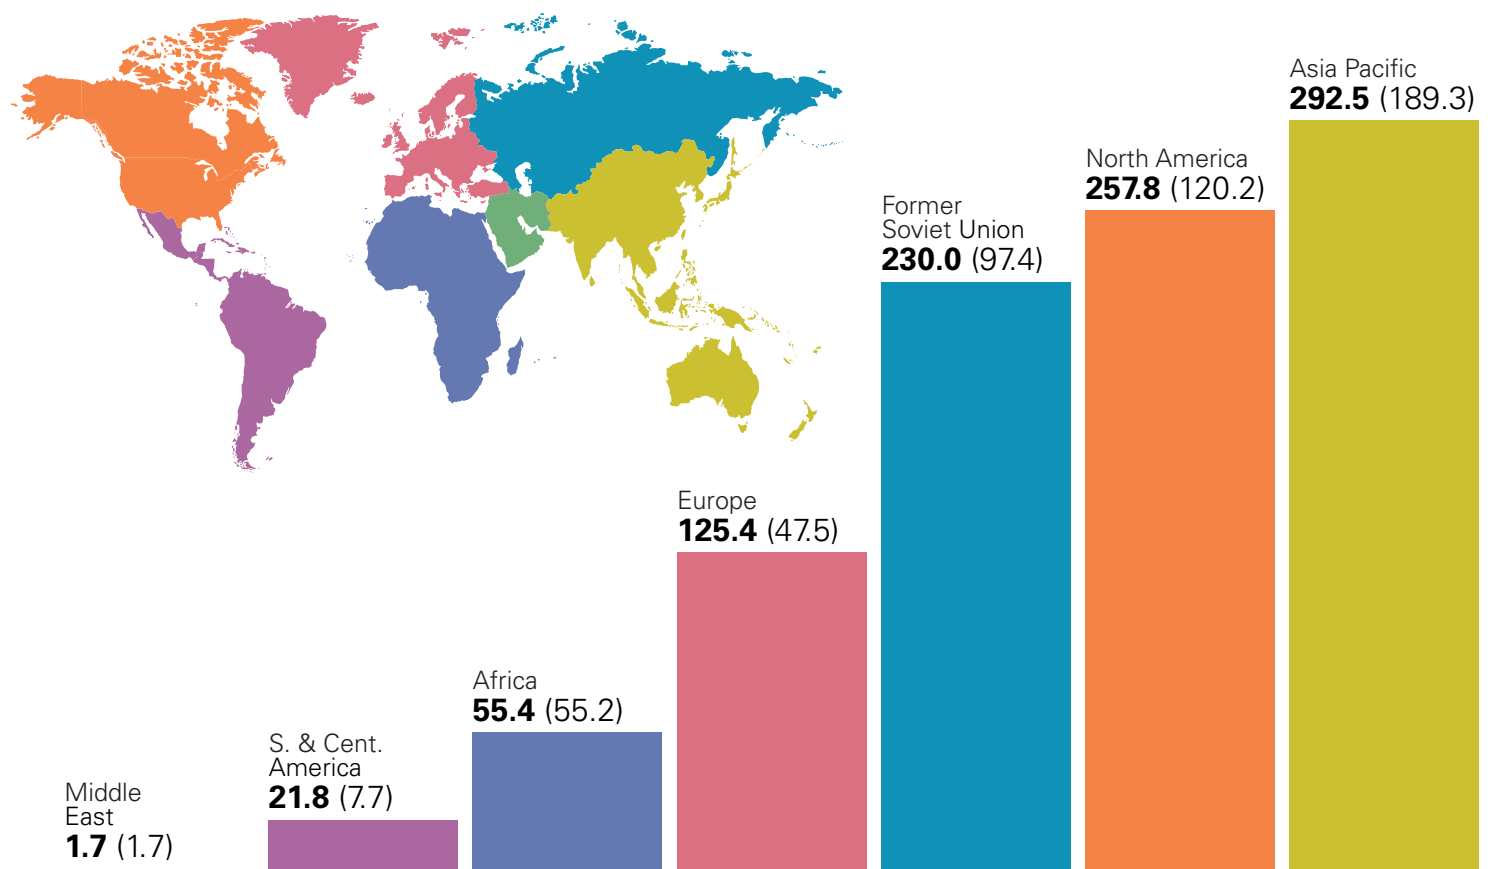 Middle
East
1.7 (1.7)
S. & Cent.
America
21.8 (7.7)
Africa
55.4 (55.2)
Europe
125.4 (47.5)
Former
Soviet Union
230.0 (97.4)
North America
257.8 (120.2)
Asia Pacific
292.5 (189.3)